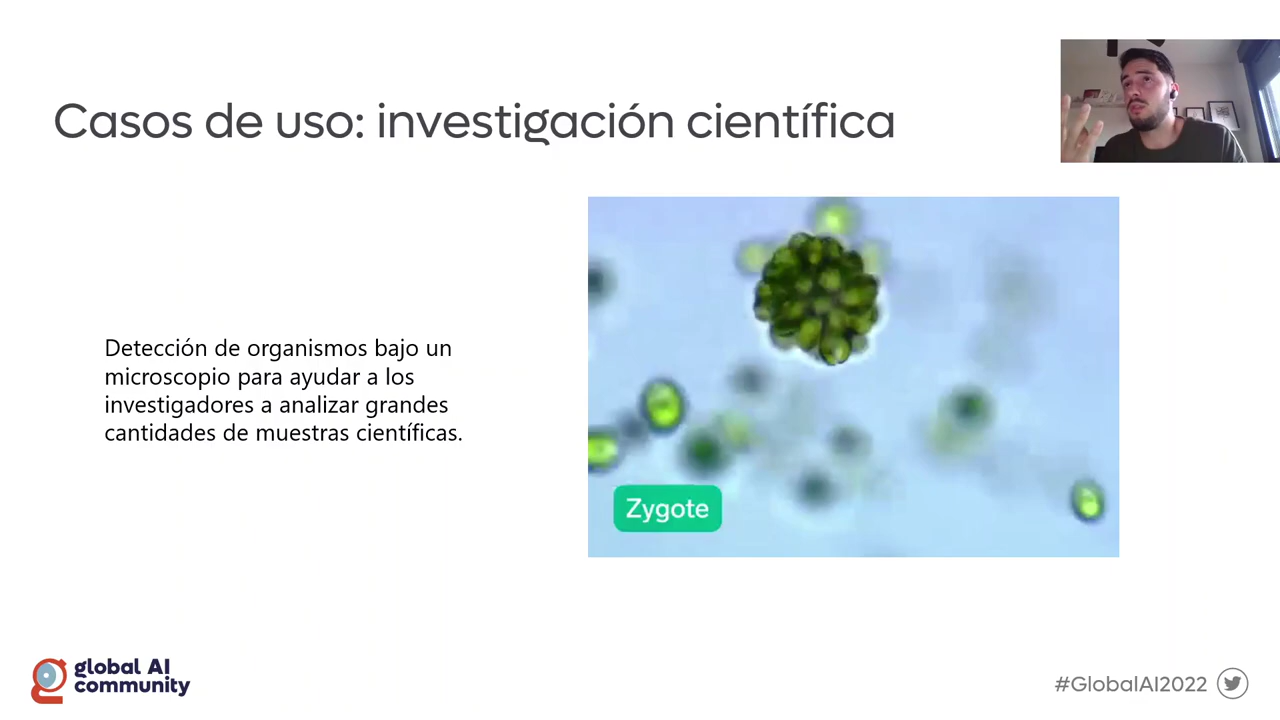 Casos de uso: investigación científica
Detección de organismos bajo un
microscopio para ayudar a los
investigadores a analizar grandes
cantidades de muestras científicas.
Zygote
global AI
community
#GlobalAI2022